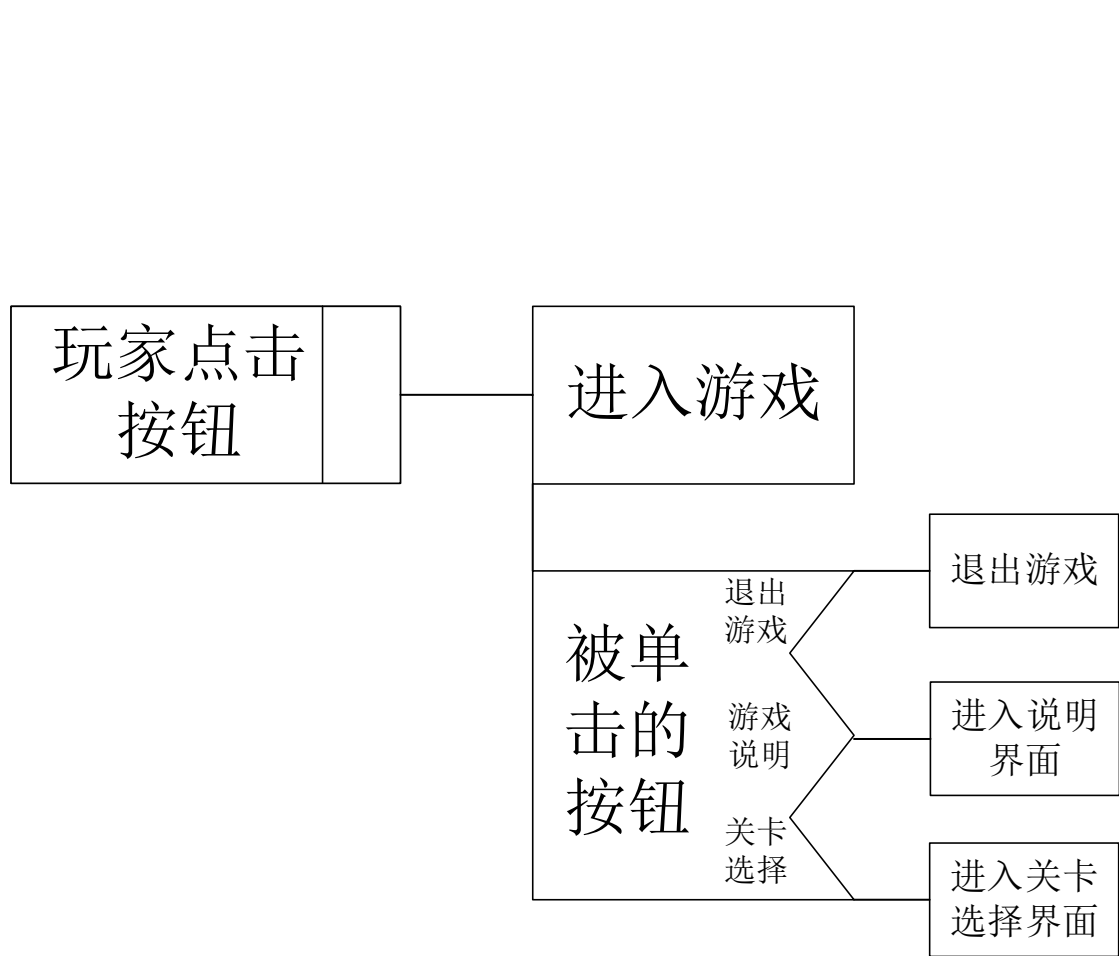 玩家点击
按钮
进入游戏
被单
击的
按钮
退出
游戏
游戏
说明
关卡
选择
退出游戏
进入说明
界面
进入关卡
选择界面